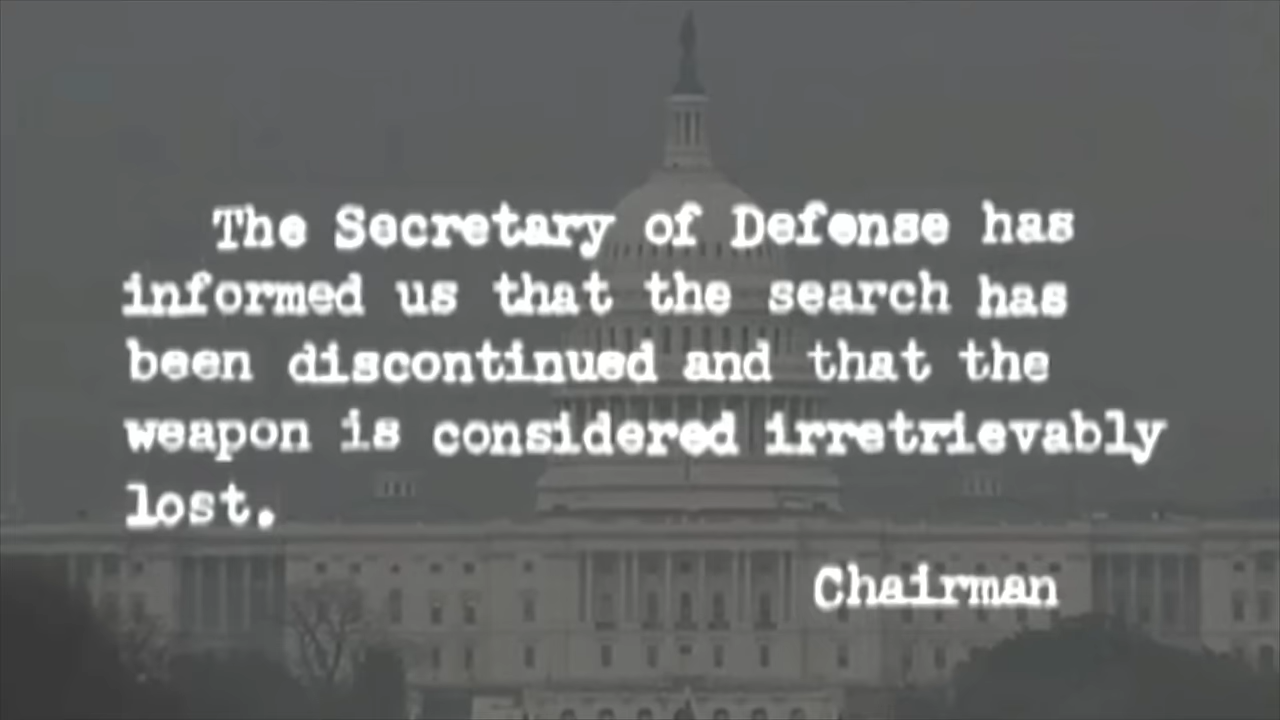 The Secretary of Defense has
informed us that the search has
been discontinued and that the
weapon is considered irretrievably
lost.
Chairman